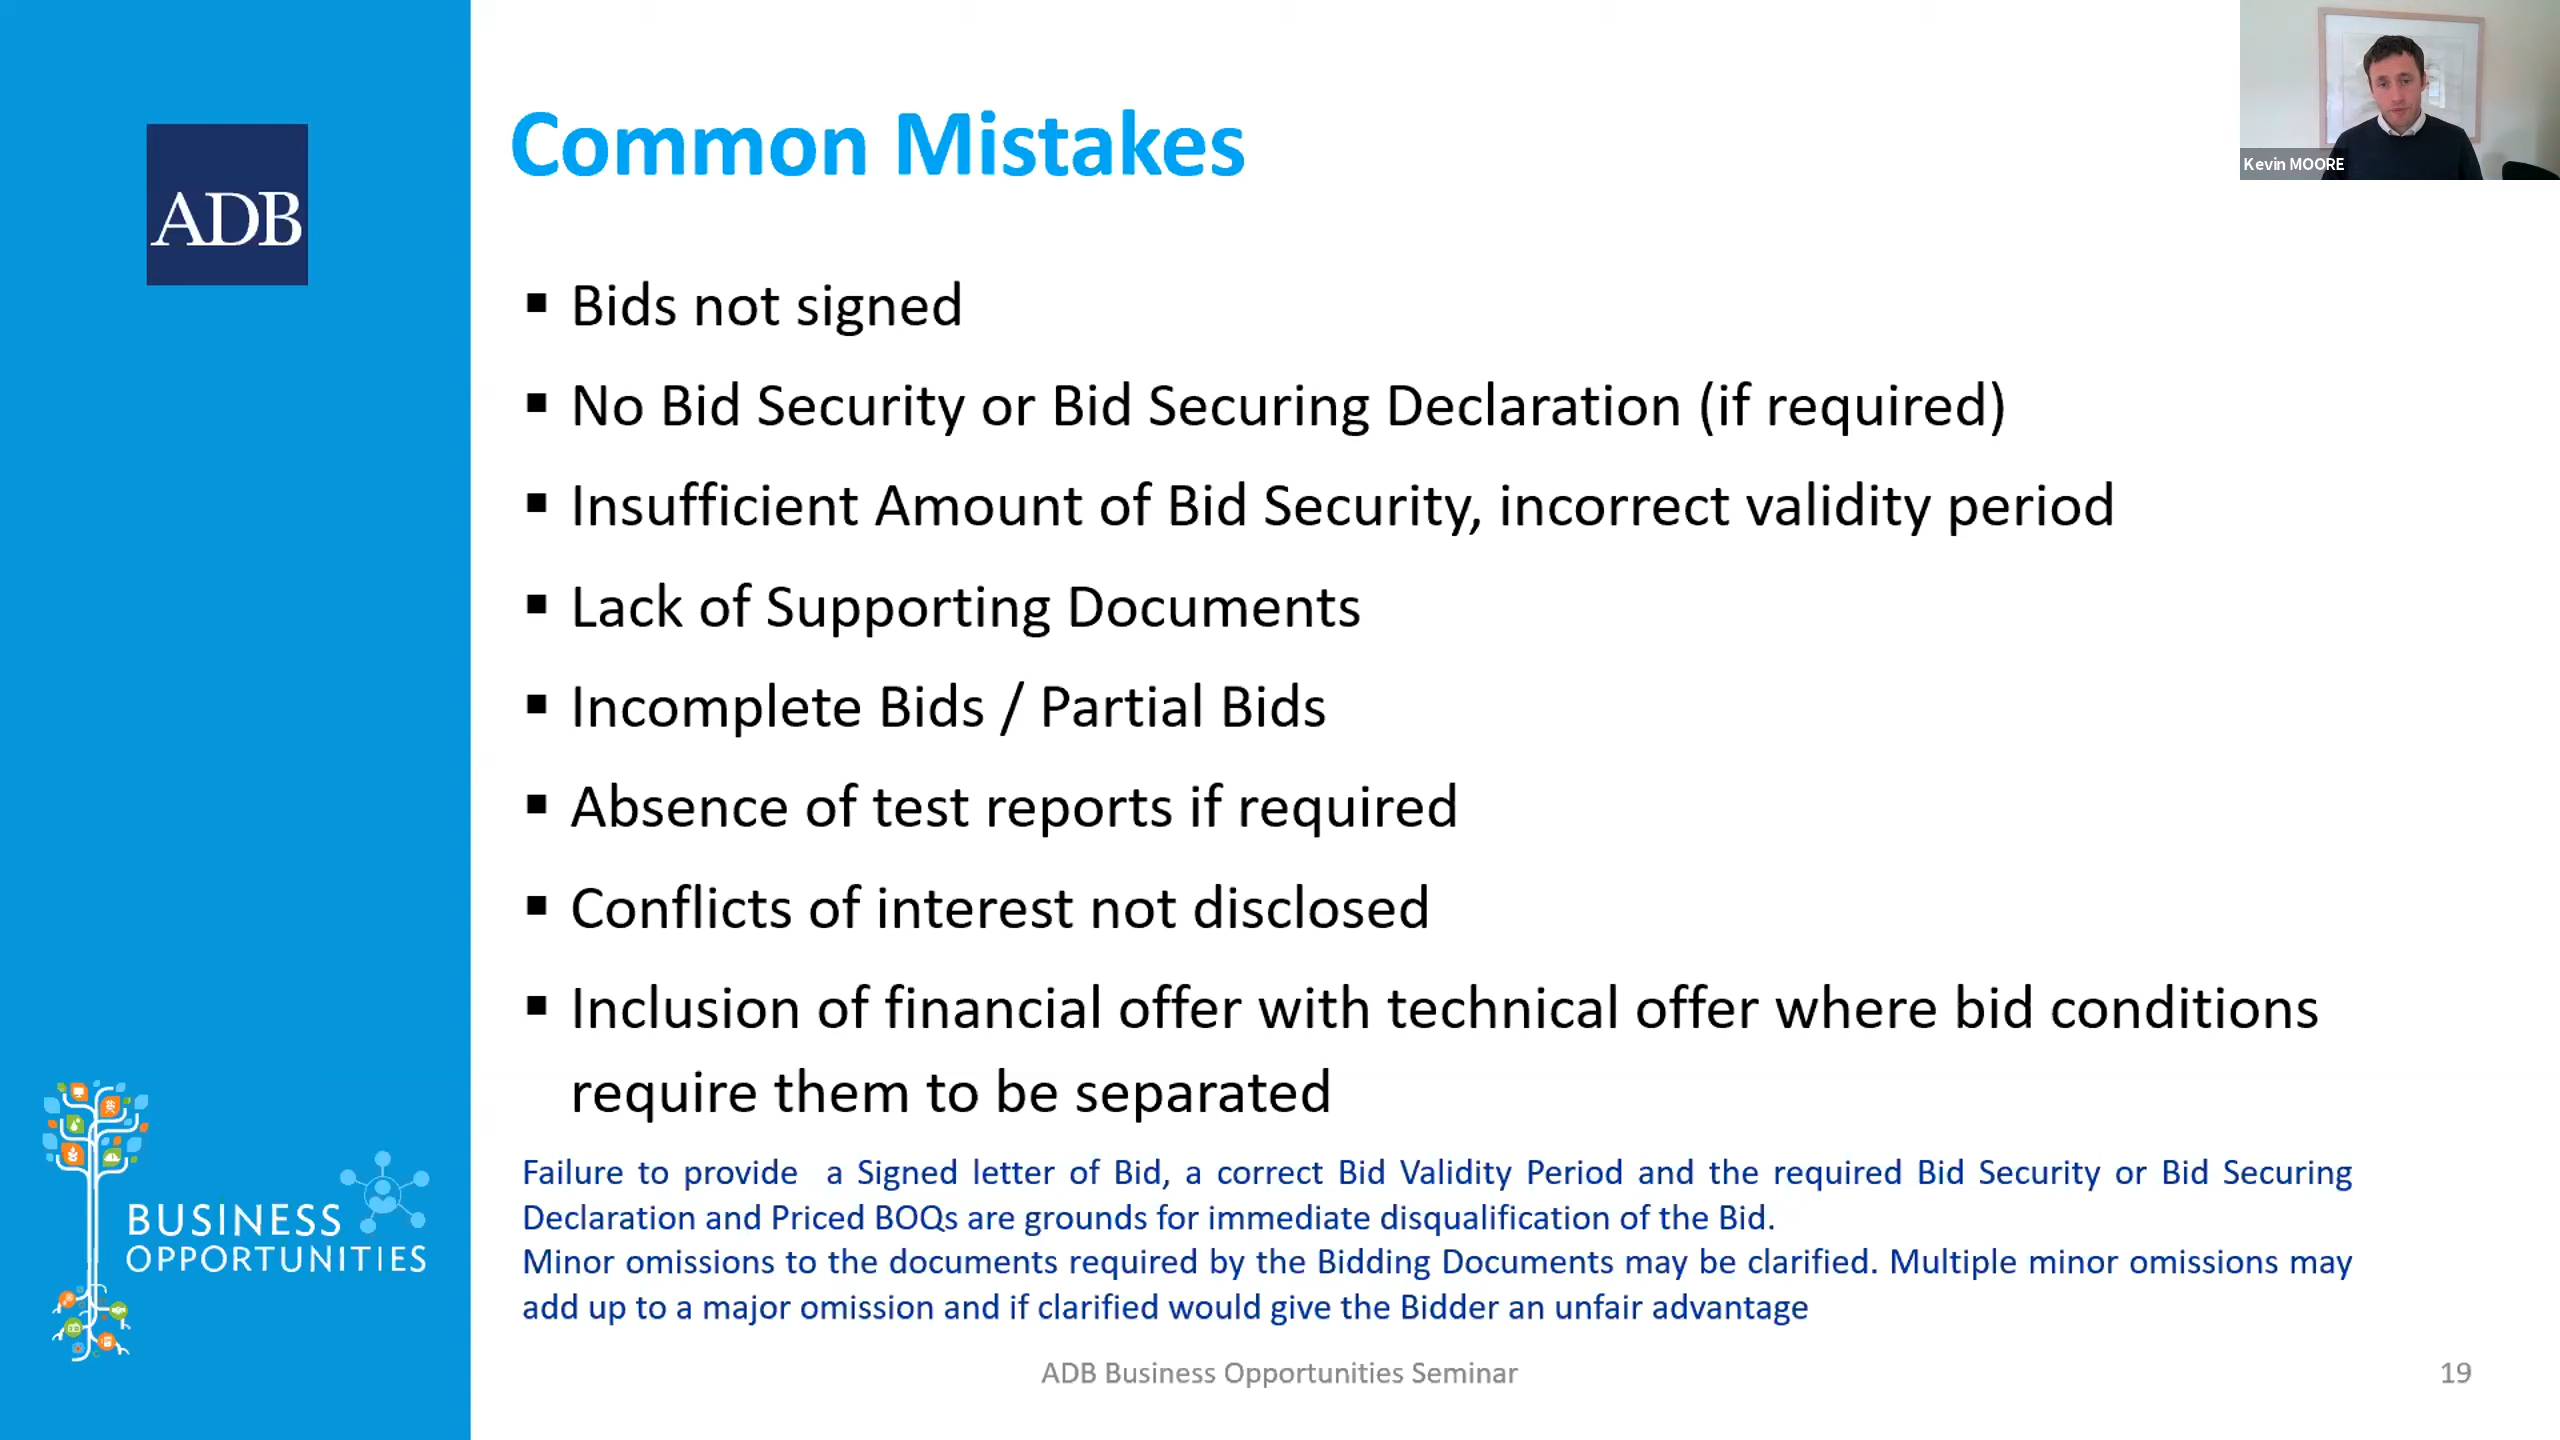 Kevin MOORE
ADB
Common Mistakes
▪ Bids not signed
▪ No Bid Security or Bid Securing Declaration (if required)
▪ Insufficient Amount of Bid Security, incorrect validity period
▪ Lack of Supporting Documents
▪ Incomplete Bids / Partial Bids
▪ Absence of test reports if required
▪ Conflicts of interest not disclosed
▪ Inclusion of financial offer with technical offer where bid conditions
require them to be separated
Failure to provide a Signed letter of Bid, a correct Bid Validity Period and the required Bid Security or Bid Securing
Declaration and Priced BOQs are grounds for immediate disqualification of the Bid.
Minor omissions to the documents required by the Bidding Documents may be clarified. Multiple minor omissions may
add up to a major omission and if clarified would give the Bidder an unfair advantage
BUSINESS
OPPORTUNITIES
ADB Business Opportunities Seminar
19